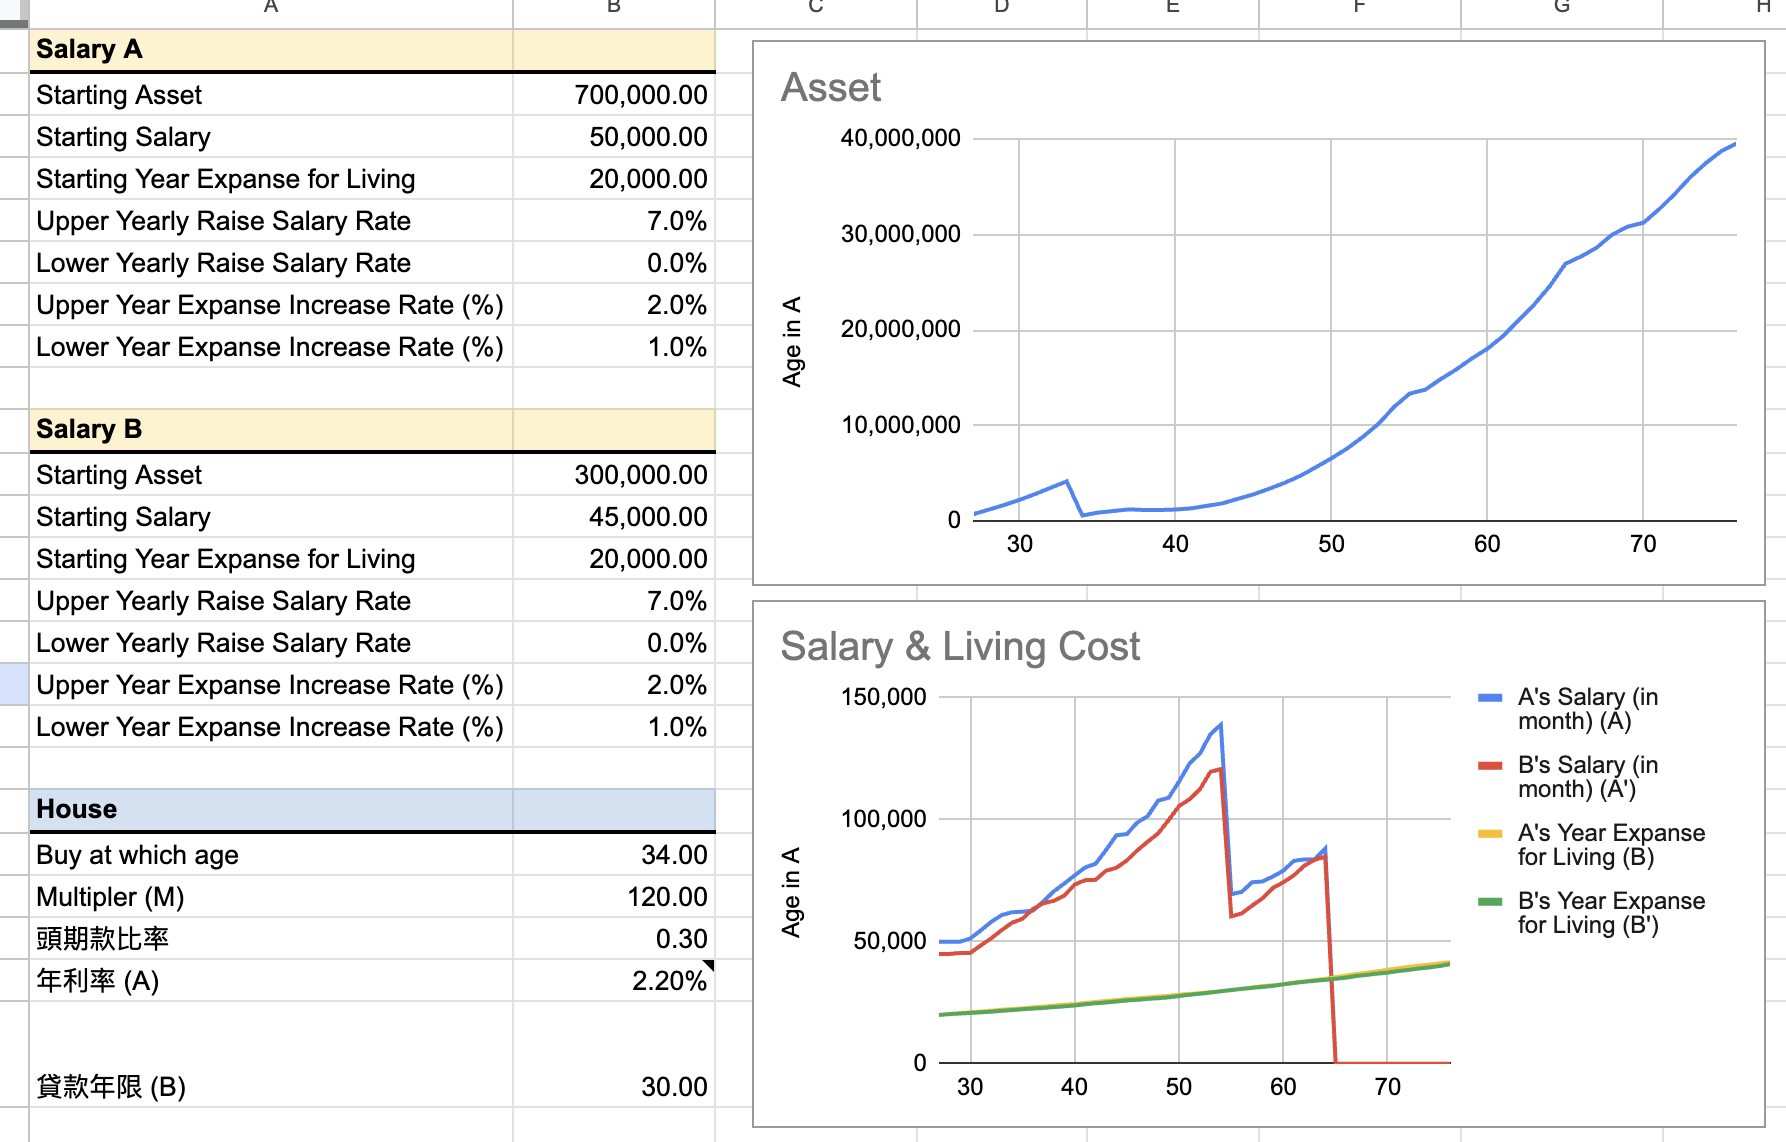 A B C D E F G H
Salary A
Starting Asset 700,000.00
Starting Salary 50,000.00
Starting Year Expanse for Living 20,000.00
Upper Yearly Raise Salary Rate 7.0%
Lower Yearly Raise Salary Rate 0.0%
Upper Year Expanse Increase Rate (%) 2.0%
Lower Year Expanse Increase Rate (%) 1.0%
Salary B
Starting Asset 300,000.00
Starting Salary 45,000.00
Starting Year Expanse for Living 20,000.00
Upper Yearly Raise Salary Rate 7.0%
Lower Yearly Raise Salary Rate 0.0%
Upper Year Expanse Increase Rate (%) 2.0%
Lower Year Expanse Increase Rate (%) 1.0%
House
Buy at which age 34.00
Multipler (M) 120.00
頭期款比率 0.30
年利率 (A) 2.20%
貸款年限 (B) 30.00
Asset
40,000,000
30,000,000
20,000,000
10,000,000
0
Age in A
30 40 50 60 70
Salary & Living Cost
150,000
100,000
50,000
0
Age in A
30 40 50 60 70
A's Salary (in
month) (A)
B's Salary (in
month) (A')
A's Year Expanse
for Living (B)
B's Year Expanse
for Living (B')